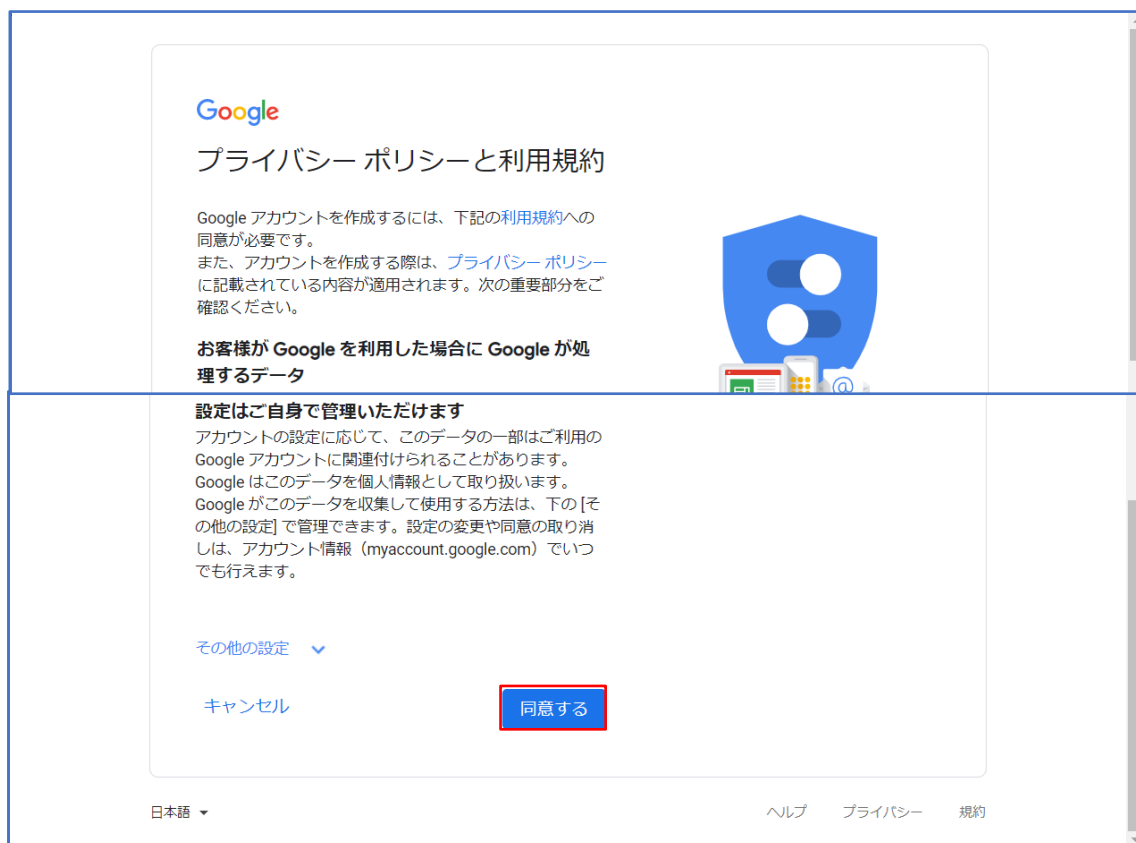 Google
プライバシー ポリシーと利用規約
Google アカウントを作成するには、下記の利用規約への
同意が必要です。
また、アカウントを作成する際は、プライバシー ポリシー
に記載されている内容が適用されます。次の重要部分をご
確認ください。
お客様が Google を利用した場合に Google が処
理するデータ
@
設定はご自身で管理いただけます
アカウントの設定に応じて、このデータの一部はご利用の
Google アカウントに関連付けられることがあります。
Google はこのデータを個人情報として取り扱います。
Google がこのデータを収集して使用する方法は、下の [そ
の他の設定] で管理できます。設定の変更や同意の取り消
しは、アカウント情報（myaccount.google.com）でいつ
でも行えます。
その他の設定
キャンセル 同意する
日本語 ヘルプ プライバシー 規約